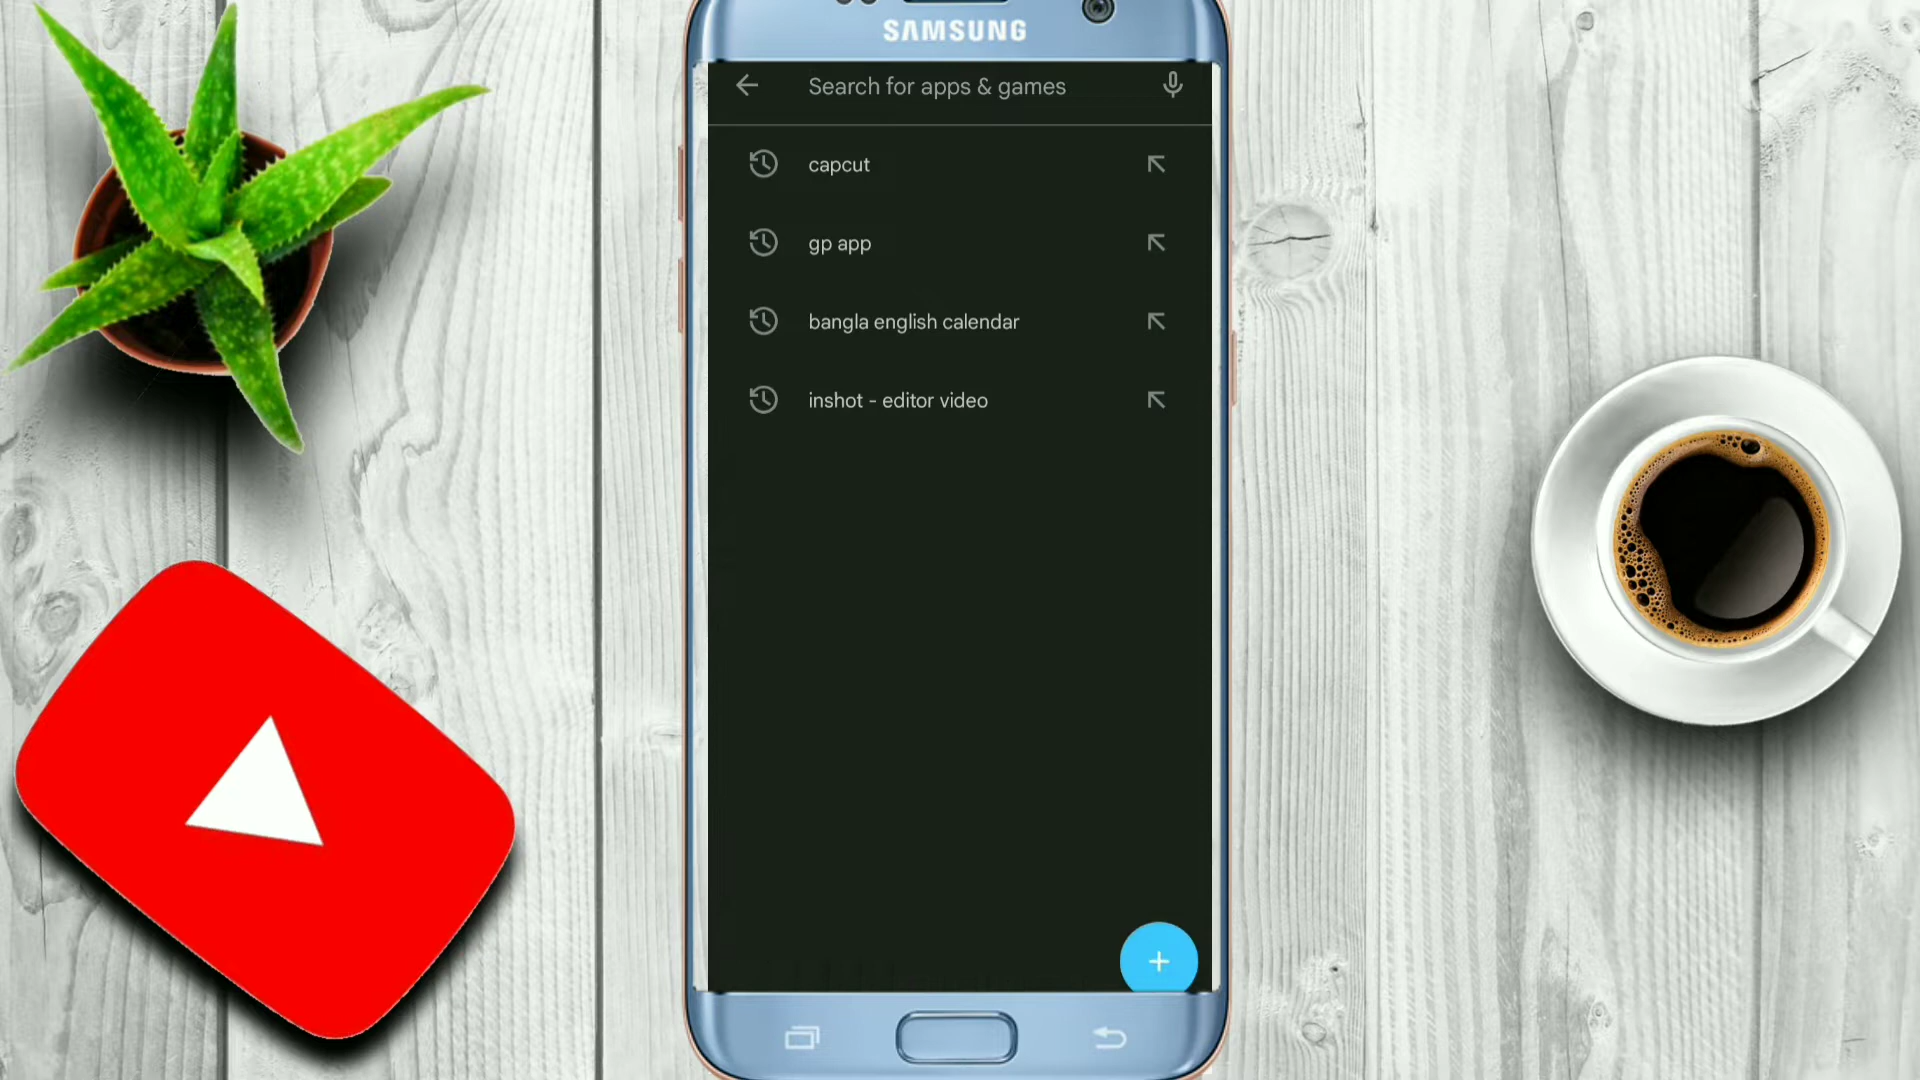 SAMSUNG
Search for apps & games
capcut
gp app
bangla english calendar
inshot - editor video